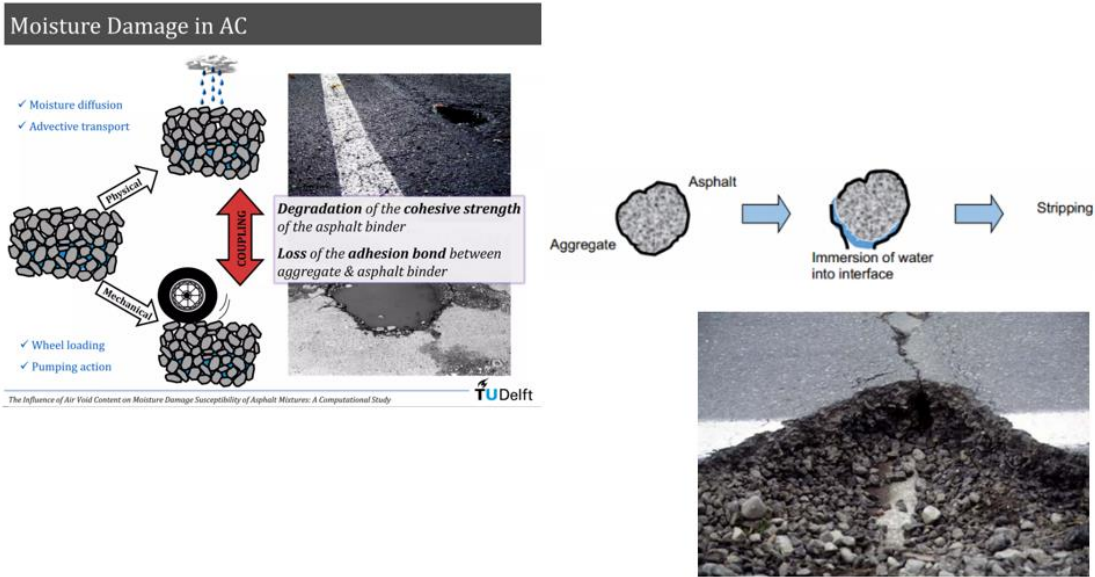 Moisture Damage in AC
✓ Moisture diffusion
✓ Advective transport
Physical
Mechanical
COUPLING
Degradation of the cohesive strength
of the asphalt binder
Loss of the adhesion bond between
aggregate & asphalt binder
✓ Wheel loading
✓ Pumping action
The Influence of Air Void Content on Moisture Damage Susceptibility of Asphalt Mixtures: A Computational Study
TUDelft
Asphalt
Aggregate
Immersion of water
into interface
Stripping